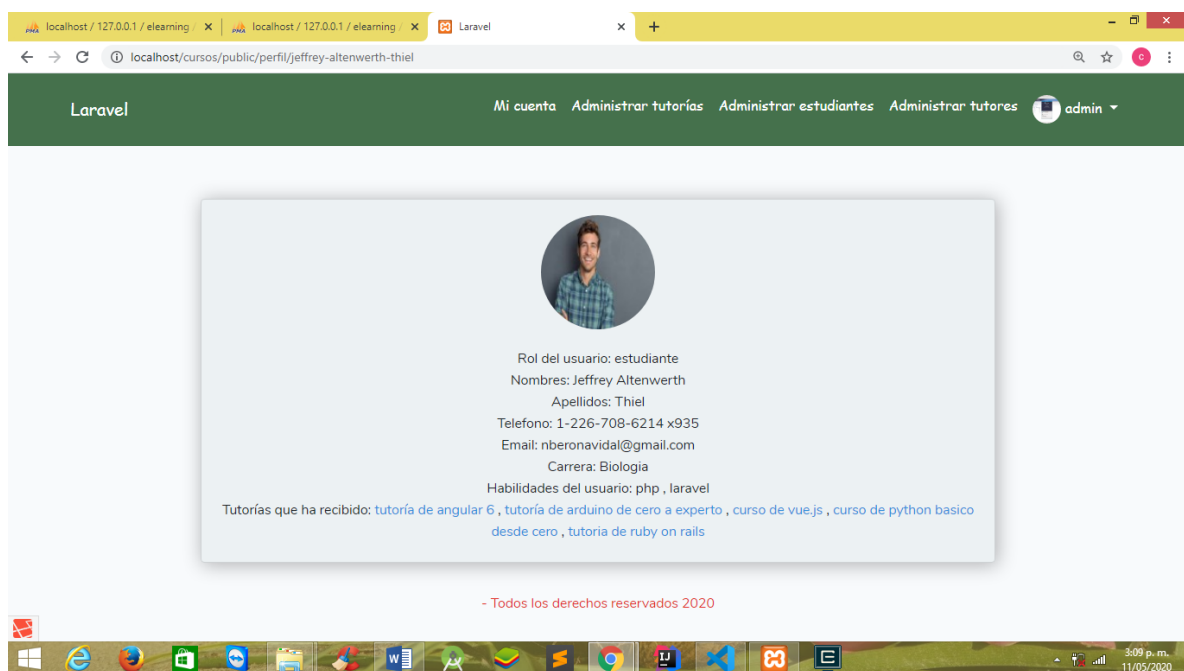 localhost / 127.0.0.1 / elearning /
localhost / 127.0.0.1 / elearning /
Laravel
localhost/cursos/public/perfil/jeffrey-altenwerth-thiel
Laravel
Mi cuenta Administrar tutorías Administrar estudiantes Administrar tutores admin
Rol del usuario: estudiante
Nombres: Jeffrey Altenwerth
Apellidos: Thiel
Telefono: 1-226-708-6214 x935
Email: nberonavidal@gmail.com
Carrera: Biologia
Habilidades del usuario: php , laravel
Tutorías que ha recibido: tutoría de angular 6 , tutoría de arduino de cero a experto , curso de vue.js , curso de python basico
desde cero , tutoria de ruby on rails
- Todos los derechos reservados 2020
3:09 p. m.
11/05/2020